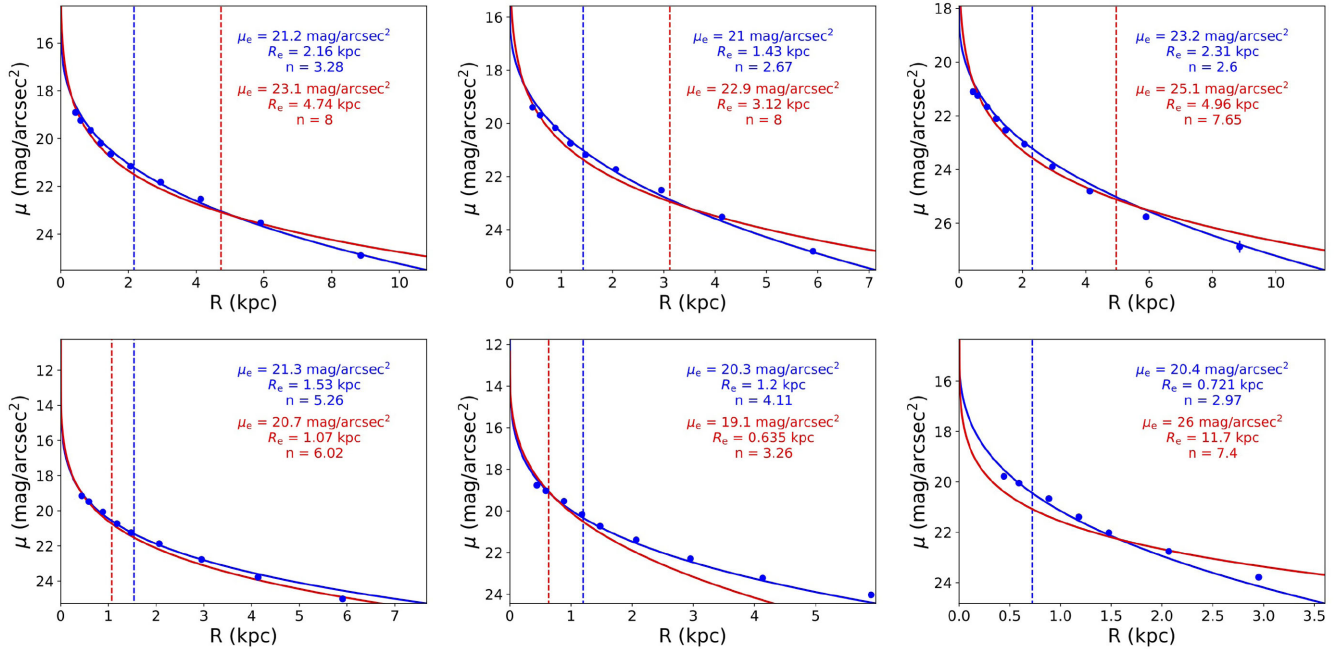 μe = 21.2 mag/arcsec²
Re = 2.16 kpc
n = 3.28
μe = 23.1 mag/arcsec²
Re = 4.74 kpc
n = 8
16
18
20
22
24
μ (mag/arcsec²)
0 2 4 6 8 10
R (kpc)
μe = 21 mag/arcsec²
Re = 1.43 kpc
n = 2.67
μe = 22.9 mag/arcsec²
Re = 3.12 kpc
n = 8
16
18
20
22
24
μ (mag/arcsec²)
0 1 2 3 4 5 6 7
R (kpc)
μe = 23.2 mag/arcsec²
Re = 2.31 kpc
n = 2.6
μe = 25.1 mag/arcsec²
Re = 4.96 kpc
n = 7.65
18
20
22
24
26
μ (mag/arcsec²)
0 2 4 6 8 10
R (kpc)
μe = 21.3 mag/arcsec²
Re = 1.53 kpc
n = 5.26
μe = 20.7 mag/arcsec²
Re = 1.07 kpc
n = 6.02
12
14
16
18
20
22
24
μ (mag/arcsec²)
0 1 2 3 4 5 6 7
R (kpc)
μe = 20.3 mag/arcsec²
Re = 1.2 kpc
n = 4.11
μe = 19.1 mag/arcsec²
Re = 0.635 kpc
n = 3.26
12
14
16
18
20
22
24
μ (mag/arcsec²)
0 1 2 3 4 5
R (kpc)
μe = 20.4 mag/arcsec²
Re = 0.721 kpc
n = 2.97
μe = 26 mag/arcsec²
Re = 11.7 kpc
n = 7.4
16
18
20
22
24
μ (mag/arcsec²)
0.0 0.5 1.0 1.5 2.0 2.5 3.0 3.5
R (kpc)